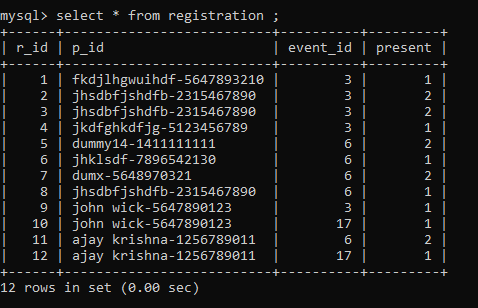 mysql> select * from registration ;
+------+-------------------------+----------+---------+
| r_id | p_id                    | event_id | present |
+------+-------------------------+----------+---------+
|    1 | fkdjlhgwuihdf-5647893210 |        3 |       1 |
|    2 | jhsdbfjshdfb-2315467890 |        3 |       2 |
|    3 | jhsdbfjshdfb-2315467890 |        3 |       2 |
|    4 | jkdfghkdfjg-5123456789  |        3 |       1 |
|    5 | dummy14-1411111111      |        6 |       2 |
|    6 | jhklsdf-7896542130      |        6 |       1 |
|    7 | dumx-5648970321         |        6 |       2 |
|    8 | jhsdbfjshdfb-2315467890 |        6 |       1 |
|    9 | john wick-5647890123    |        3 |       1 |
|   10 | john wick-5647890123    |       17 |       1 |
|   11 | ajay krishna-1256789011 |        6 |       2 |
|   12 | ajay krishna-1256789011 |       17 |       1 |
+------+-------------------------+----------+---------+
12 rows in set (0.00 sec)